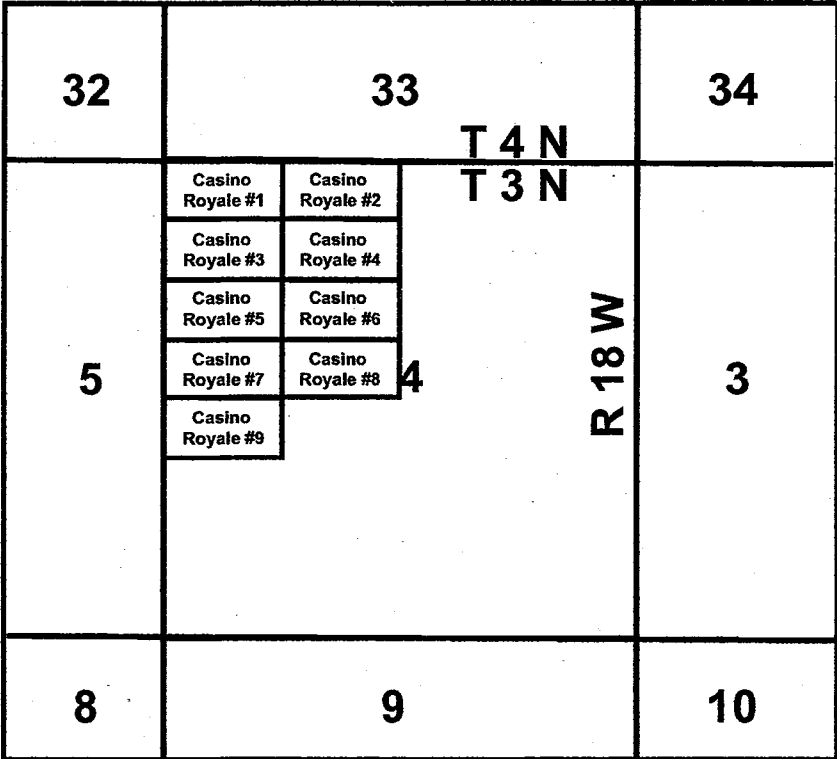 32
33
34
T 4 N
T 3 N
Casino
Royale #1
Casino
Royale #2
Casino
Royale #3
Casino
Royale #4
Casino
Royale #5
Casino
Royale #6
Casino
Royale #7
Casino
Royale #8
Casino
Royale #9
5
4
R 18 W
3
8
9
10